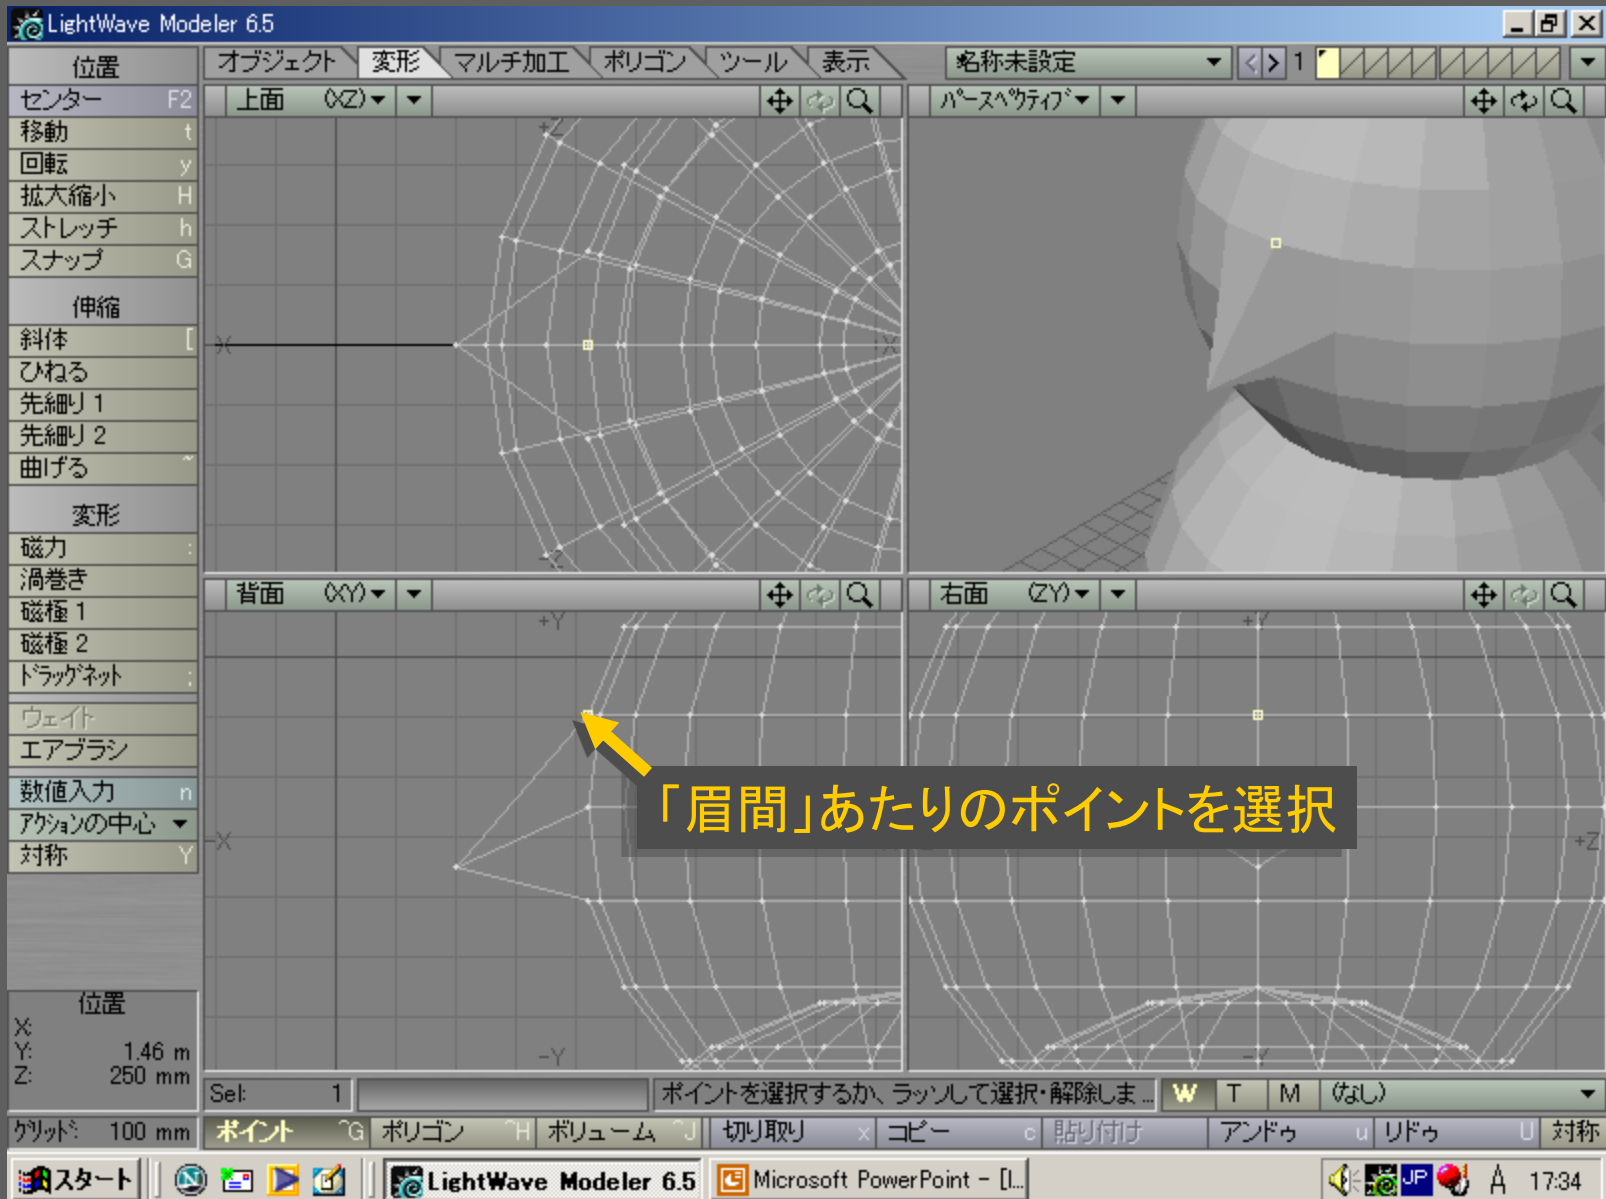 LightWave Modeler 6.5
位置
オブジェクト 変形 マルチ加工 ポリゴン ツール 表示 名称未設定 < > 1
センター F2
上面 (XZ)
パースペクティブ
移動 t
回転 y
拡大縮小 H
ストレッチ h
スナップ G
伸縮
斜体 [
ひねる
先細り 1
先細り 2
曲げる ~
変形
磁力 :
渦巻き
磁極 1
磁極 2
ドラッグネット ;
ウェイト
エアブラシ
数値入力 n
アクションの中心
対称 Y
+Z
-X
-Z
背面 (XY)
右面 (ZY)
+Y
+Y
「眉間」あたりのポイントを選択
-X
+Z
-Y
-Y
位置
X:
Y: 1.46 m
Z: 250 mm
Sel: 1
ポイントを選択するか、ラッソして選択・解除しま...
W T M (なし)
グリッド: 100 mm
ポイント ^G ポリゴン ^H ボリューム ^J 切り取り x コピー c 貼り付け アンドゥ u リドゥ U 対称
スタート LightWave Modeler 6.5 Microsoft PowerPoint - [l... JP A 17:34